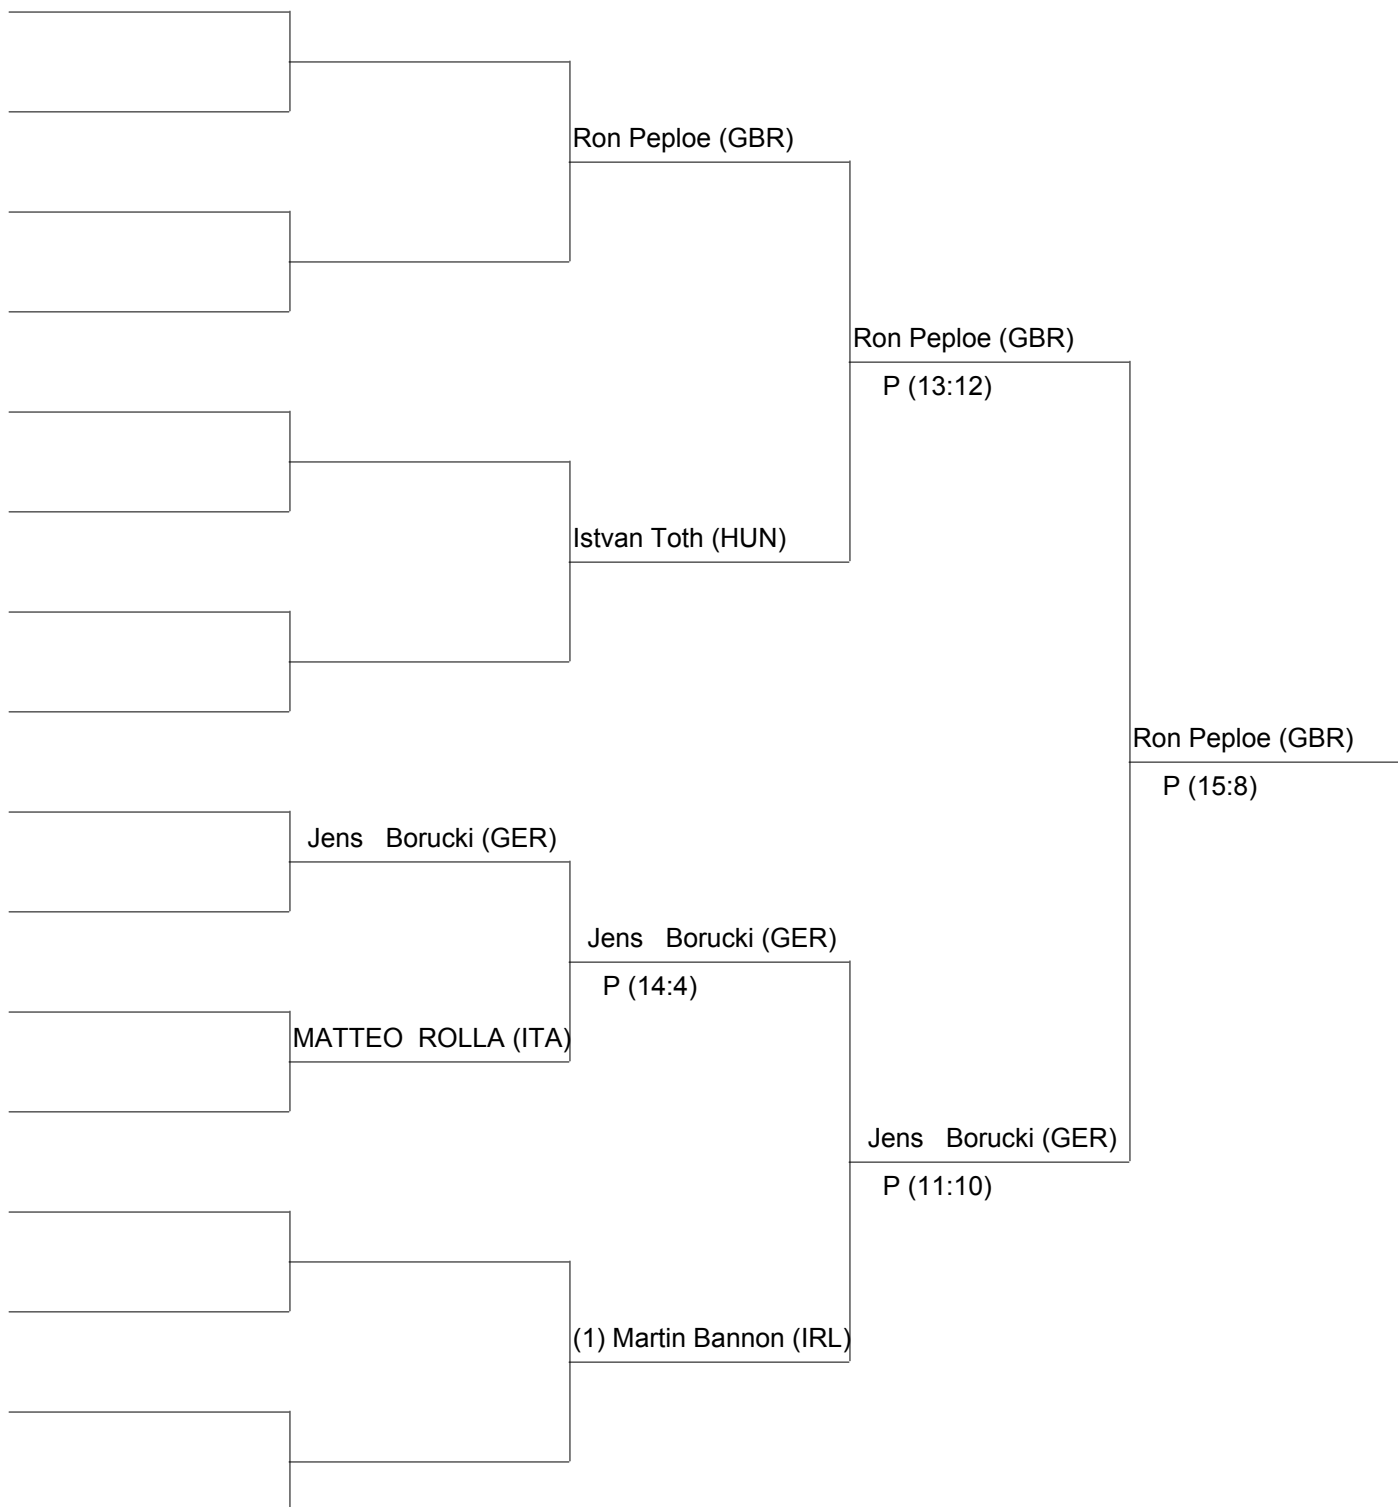 Ron Peploe (GBR)
Ron Peploe (GBR)
P (13:12)
Istvan Toth (HUN)
Ron Peploe (GBR)
P (15:8)
Jens Borucki (GER)
Jens Borucki (GER)
P (14:4)
MATTEO ROLLA (ITA)
Jens Borucki (GER)
P (11:10)
(1) Martin Bannon (IRL)